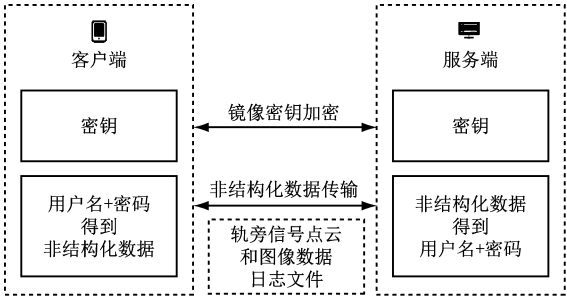 客户端
密钥
用户名+密码
得到
非结构化数据
镜像密钥加密
非结构化数据传输
轨旁信号点云
和图像数据
日志文件
服务端
密钥
非结构化数据
得到
用户名+密码